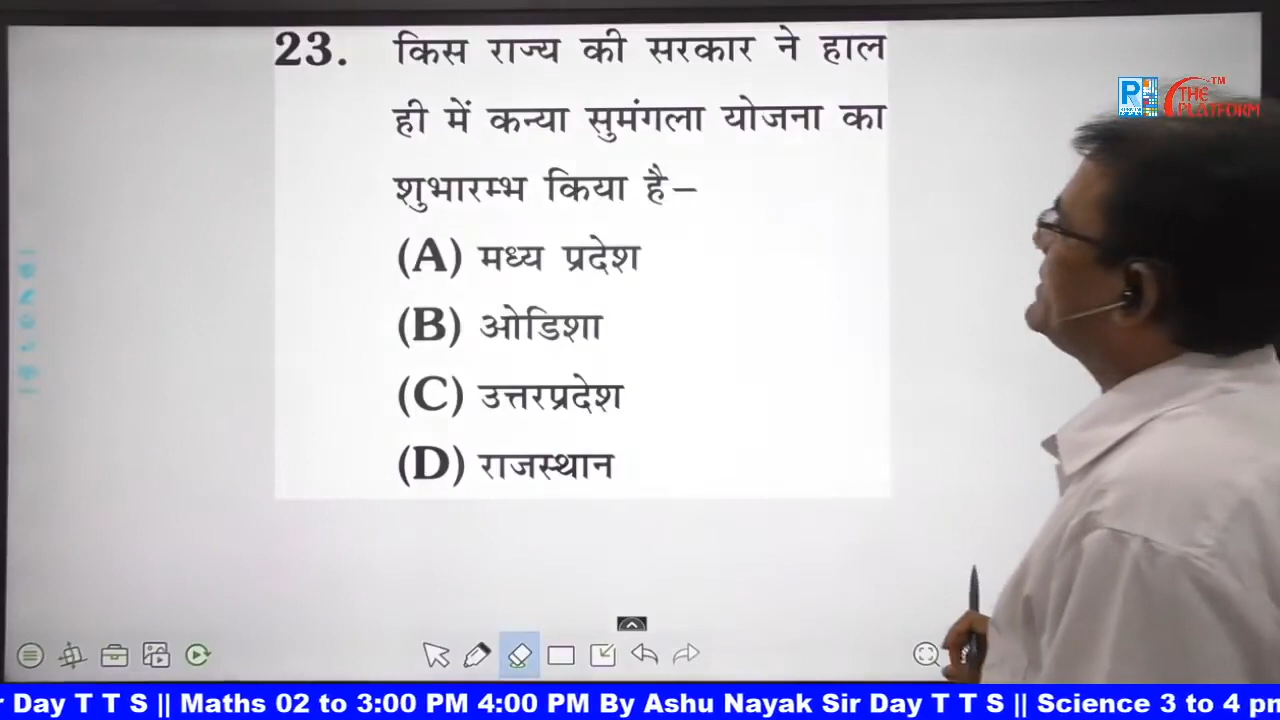 23. किस राज्य की सरकार ने हाल
ही में कन्या सुमंगला योजना का
शुभारम्भ किया है–
(A) मध्य प्रदेश
(B) ओडिशा
(C) उत्तरप्रदेश
(D) राजस्थान
THE PLATFORM™
r Day T T S || Maths 02 to 3:00 PM 4:00 PM By Ashu Nayak Sir Day T T S || Science 3 to 4 pm